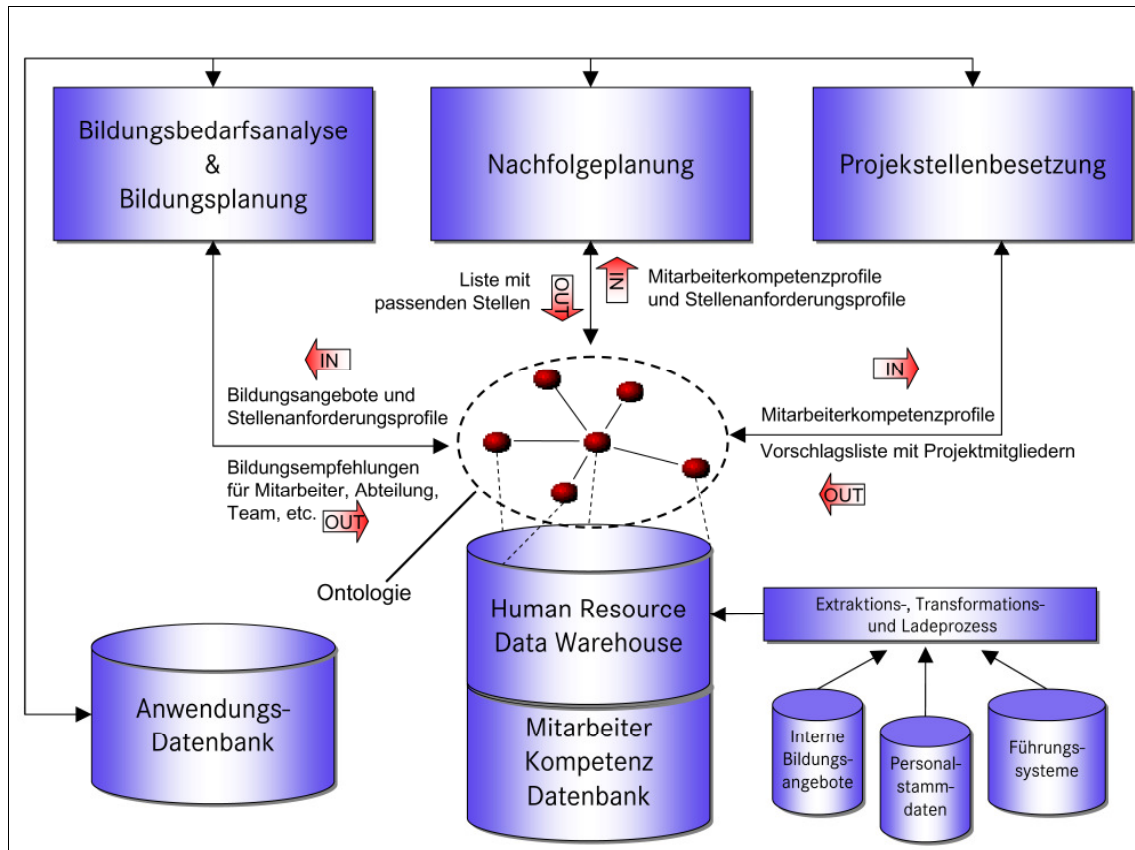 Bildungsbedarfsanalyse
&
Bildungsplanung
Nachfolgeplanung
Projekstellenbesetzung
Liste mit
passenden Stellen
OUT
IN
Mitarbeiterkompetenzprofile
und Stellenanforderungsprofile
IN
Bildungsangebote und
Stellenanforderungsprofile
IN
Mitarbeiterkompetenzprofile
Vorschlagsliste mit Projektmitgliedern
OUT
Bildungsempfehlungen
für Mitarbeiter, Abteilung,
Team, etc.
OUT
Ontologie
Human Resource
Data Warehouse
Mitarbeiter
Kompetenz
Datenbank
Extraktions-, Transformations-
und Ladeprozess
Anwendungs-
Datenbank
Interne
Bildungs-
angebote
Personal-
stamm-
daten
Führungs-
systeme